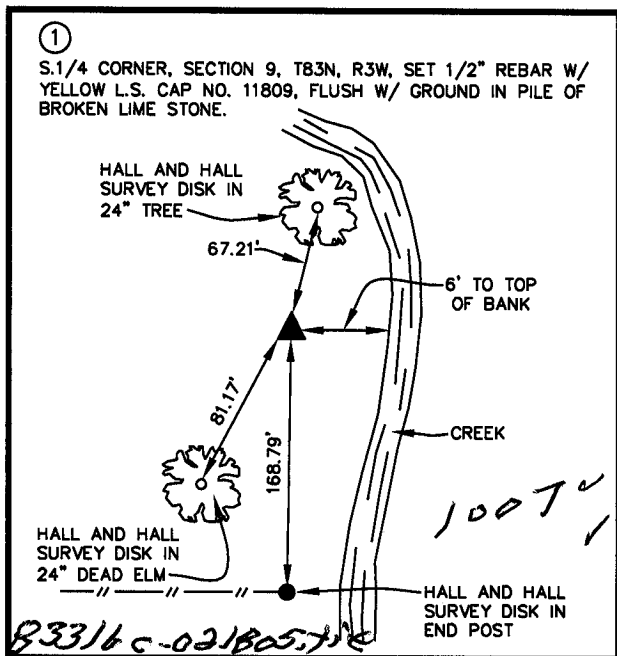 1
S.1/4 CORNER, SECTION 9, T83N, R3W, SET 1/2" REBAR W/
YELLOW L.S. CAP NO. 11809, FLUSH W/ GROUND IN PILE OF
BROKEN LIME STONE.
HALL AND HALL
SURVEY DISK IN
24" TREE
67.21'
6' TO TOP
OF BANK
81.17'
168.79'
CREEK
HALL AND HALL
SURVEY DISK IN
24" DEAD ELM
HALL AND HALL
SURVEY DISK IN
END POST